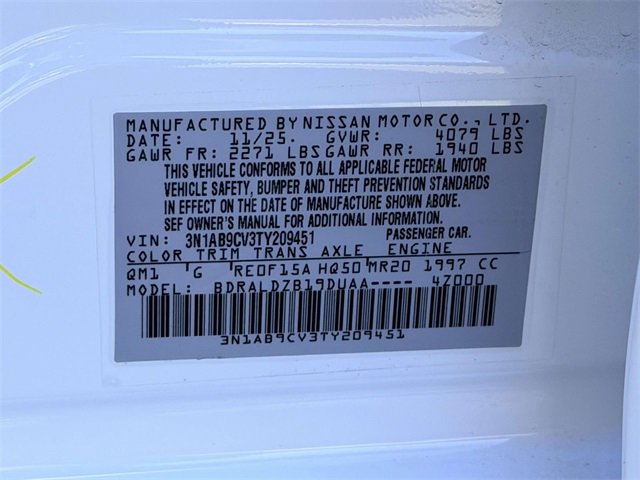 MANUFACTURED BY NISSAN MOTOR CO., LTD.
DATE: 11/25. GVWR: 4079 LBS
GAWR FR: 2271 LBS GAWR RR: 1940 LBS
THIS VEHICLE CONFORMS TO ALL APPLICABLE FEDERAL MOTOR
VEHICLE SAFETY, BUMPER AND THEFT PREVENTION STANDARDS
IN EFFECT ON THE DATE OF MANUFACTURE SHOWN ABOVE.
SEE OWNER'S MANUAL FOR ADDITIONAL INFORMATION.
VIN: 3N1AB9CV3TY209451 PASSENGER CAR.
COLOR TRIM TRANS AXLE ENGINE
QM1 G RE0F15A HQ50 MR20 1997 CC
MODEL: BDRALDZB19DUAA---- 4Z000
3N1AB9CV3TY209451